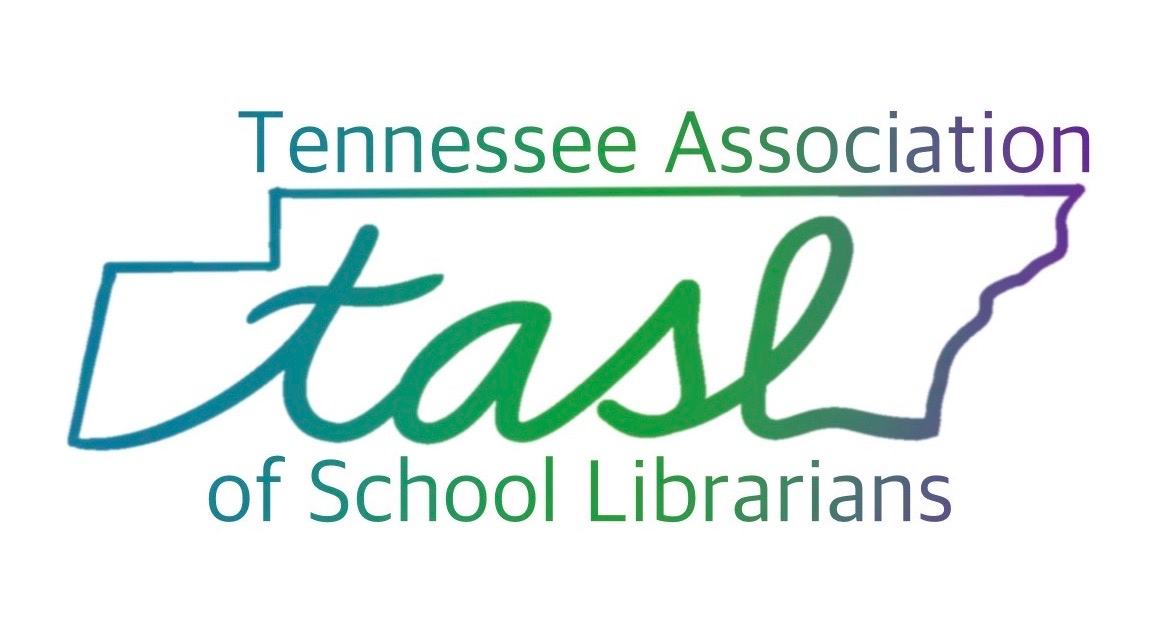 Tennessee Association
tasl
of School Librarians